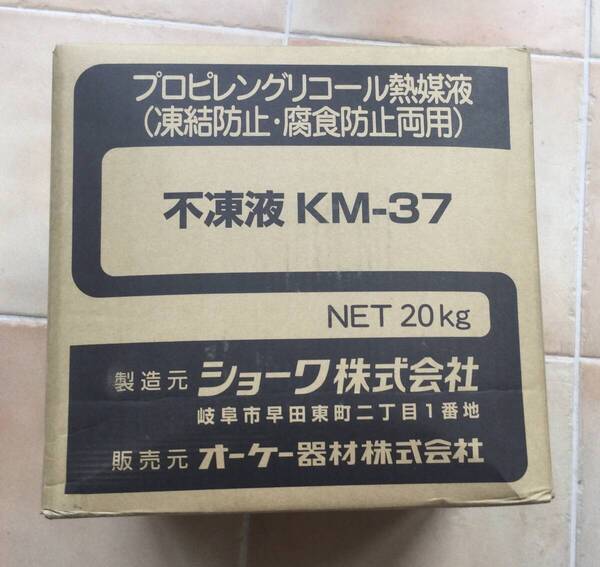 プロピレングリコール熱媒液
(凍結防止・腐食防止両用)
不凍液 KM-37
NET 20kg
製造元 ショーワ株式会社
岐阜市早田東町二丁目1番地
販売元 オーケー器材株式会社